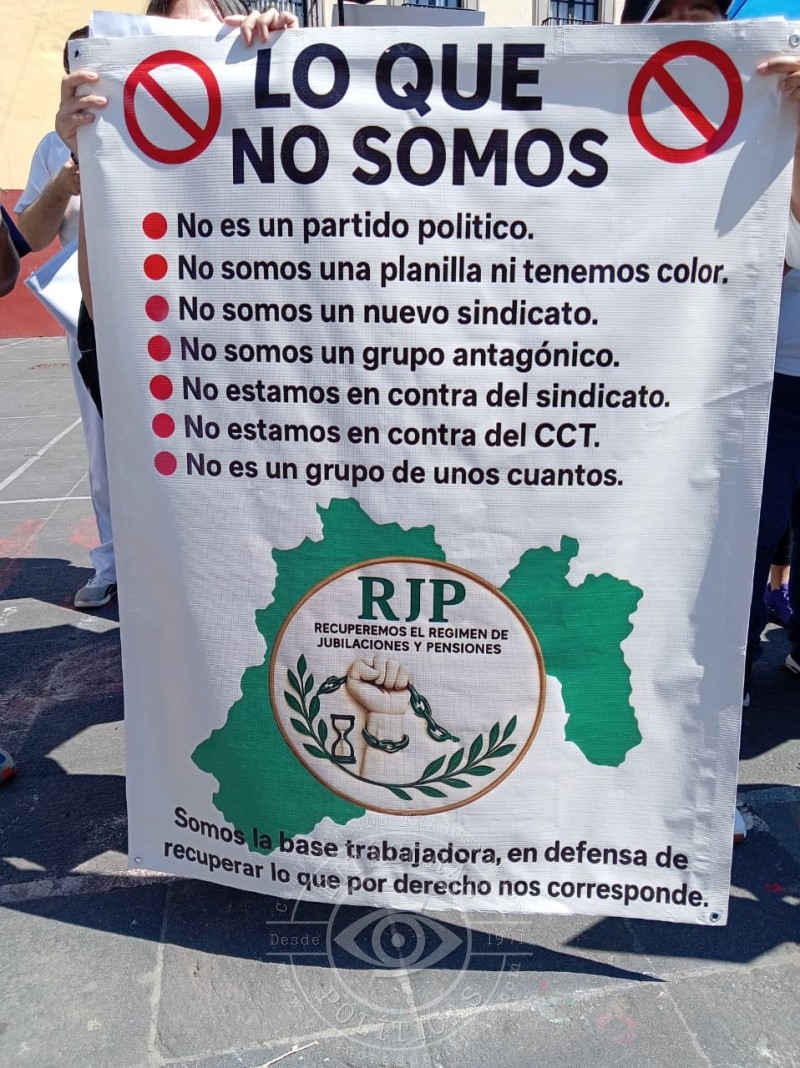 LO QUE
NO SOMOS
No es un partido politico.
No somos una planilla ni tenemos color.
No somos un nuevo sindicato.
No somos un grupo antagónico.
No estamos en contra del sindicato.
No estamos en contra del CCT.
No es un grupo de unos cuantos.
RJP
RECUPEREMOS EL REGIMEN DE
JUBILACIONES Y PENSIONES
Somos la base trabajadora, en defensa de
recuperar lo que por derecho nos corresponde.
Desde 1971